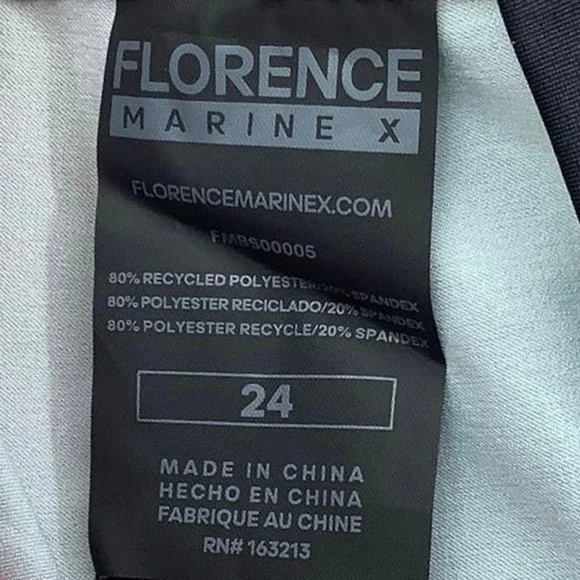 FLORENCE
MARINE X
FLORENCEMARINEX.COM
FMBS00005
80% RECYCLED POLYESTER/20% SPANDEX
80% POLYESTER RECICLADO/20% SPANDEX
80% POLYESTER RECYCLE/20% SPANDEX
24
MADE IN CHINA
HECHO EN CHINA
FABRIQUE AU CHINE
RN# 163213